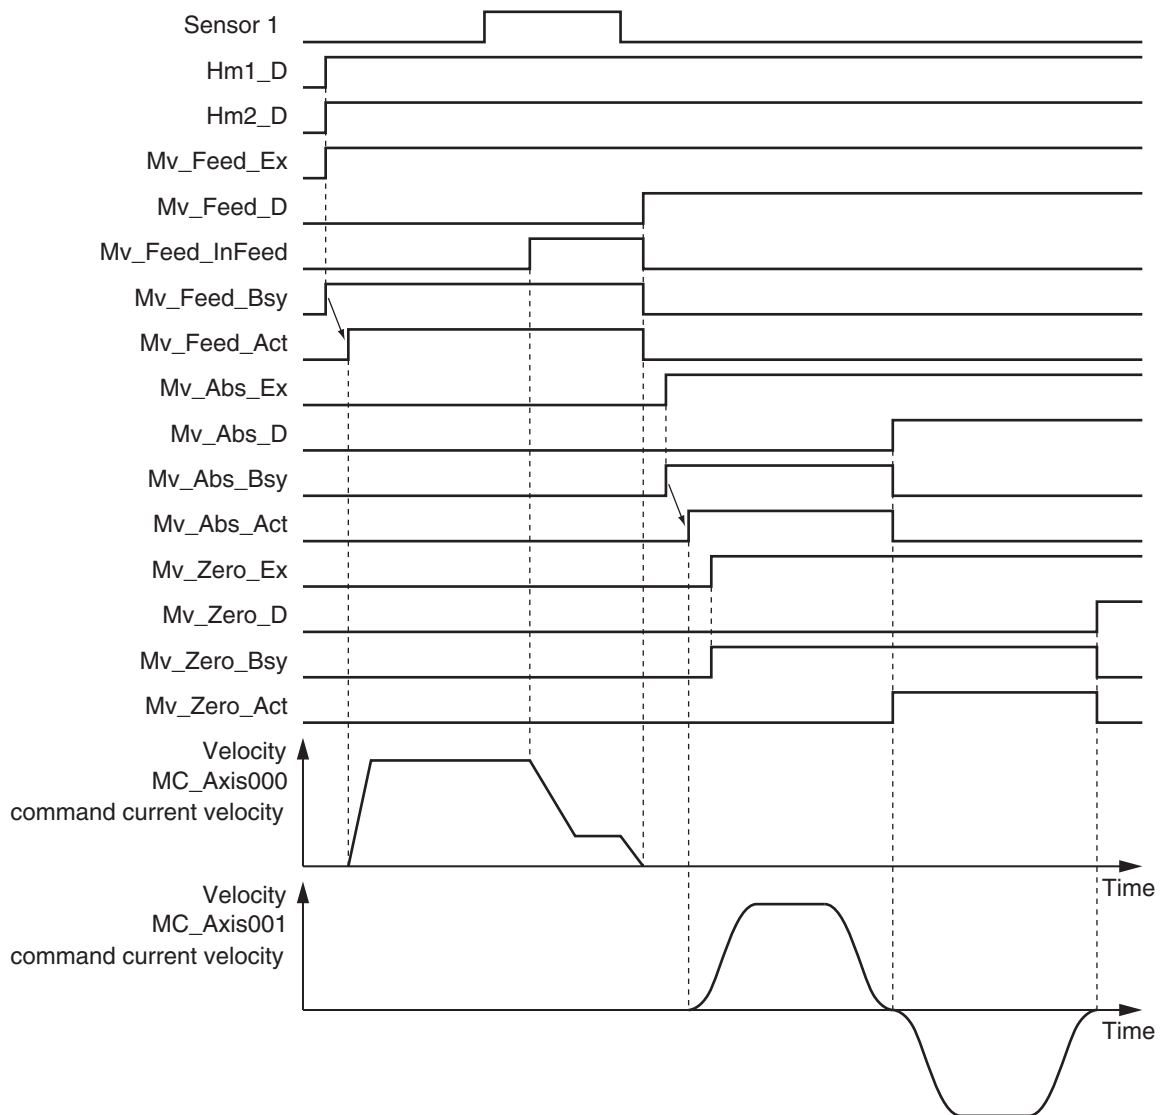 Sensor 1
Hm1_D
Hm2_D
Mv_Feed_Ex
Mv_Feed_D
Mv_Feed_InFeed
Mv_Feed_Bsy
Mv_Feed_Act
Mv_Abs_Ex
Mv_Abs_D
Mv_Abs_Bsy
Mv_Abs_Act
Mv_Zero_Ex
Mv_Zero_D
Mv_Zero_Bsy
Mv_Zero_Act
Velocity
MC_Axis000
command current velocity
Time
Velocity
MC_Axis001
command current velocity
Time